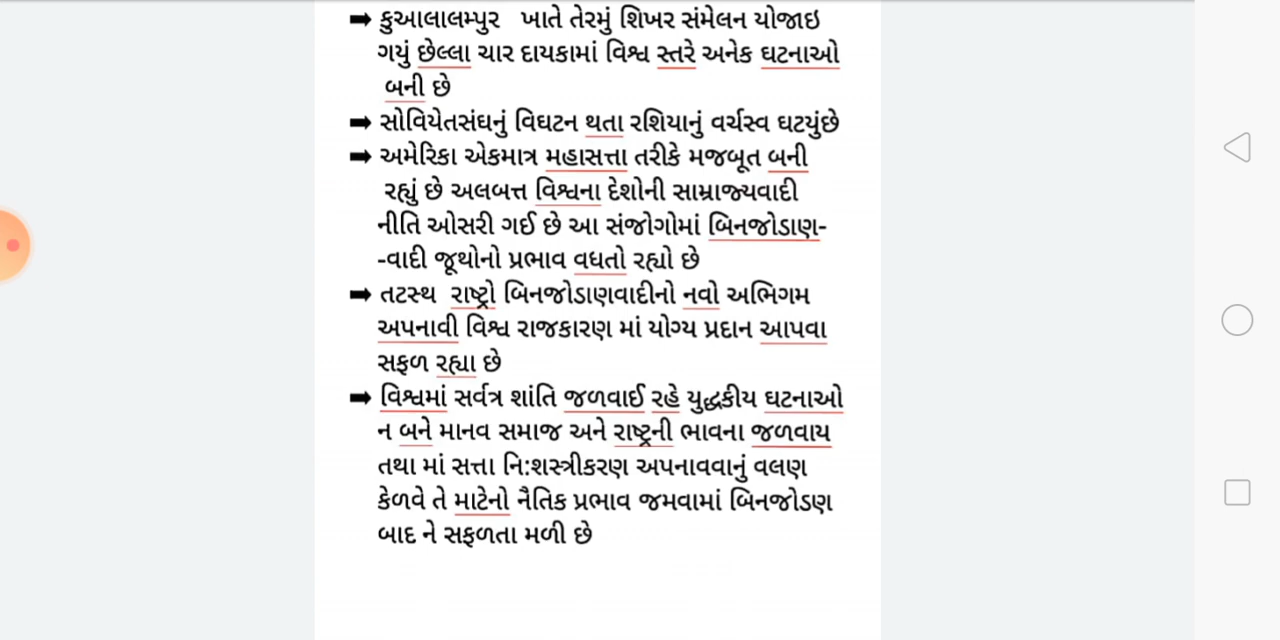 ➡ કુઆલાલમ્પુર ખાતે તેરમું શિખર સંમેલન યોજાઇ
ગયું છેલ્લા ચાર દાયકામાં વિશ્વ સ્તરે અનેક ઘટનાઓ
બની છે
➡ સોવિયેતસંઘનું વિઘટન થતા રશિયાનું વર્ચસ્વ ઘટયુંછે
➡ અમેરિકા એકમાત્ર મહાસત્તા તરીકે મજબૂત બની
રહ્યું છે અલબત્ત વિશ્વના દેશોની સામ્રાજ્યવાદી
નીતિ ઓસરી ગઈ છે આ સંજોગોમાં બિનજોડાણ-
-વાદી જૂથોનો પ્રભાવ વધતો રહ્યો છે
➡ તટસ્થ રાષ્ટ્રો બિનજોડાણવાદીનો નવો અભિગમ
અપનાવી વિશ્વ રાજકારણ માં યોગ્ય પ્રદાન આપવા
સફળ રહ્યા છે
➡ વિશ્વમાં સર્વત્ર શાંતિ જળવાઈ રહે યુદ્ધકીય ઘટનાઓ
ન બને માનવ સમાજ અને રાષ્ટ્રની ભાવના જળવાય
તથા માં સત્તા નિ:શસ્ત્રીકરણ અપનાવવાનું વલણ
કેળવે તે માટેનો નૈતિક પ્રભાવ જમવામાં બિનજોડણ
બાદ ને સફળતા મળી છે